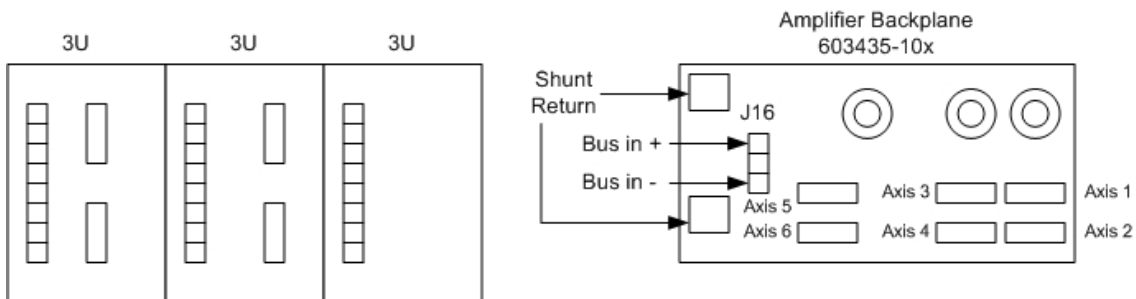 3U
3U
3U
Amplifier Backplane
603435-10x
Shunt
Return
J16
Bus in +
Bus in -
Axis 5
Axis 3
Axis 1
Axis 6
Axis 4
Axis 2